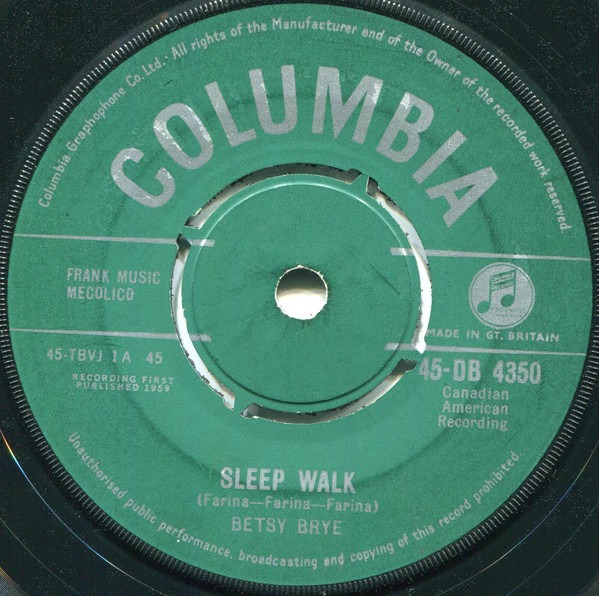 Columbia Graphophone Co. Ltd. · All rights of the Manufacturer and of the Owner of the recorded work reserved.
COLUMBIA
FRANK MUSIC
MECOLICO
MADE IN GT. BRITAIN
45-TBVJ 1A 45
RECORDING FIRST
PUBLISHED 1959
45-DB 4350
Canadian
American
Recording
SLEEP WALK
(Farina—Farina—Farina)
BETSY BRYE
Unauthorised public performance, broadcasting and copying of this record prohibited.